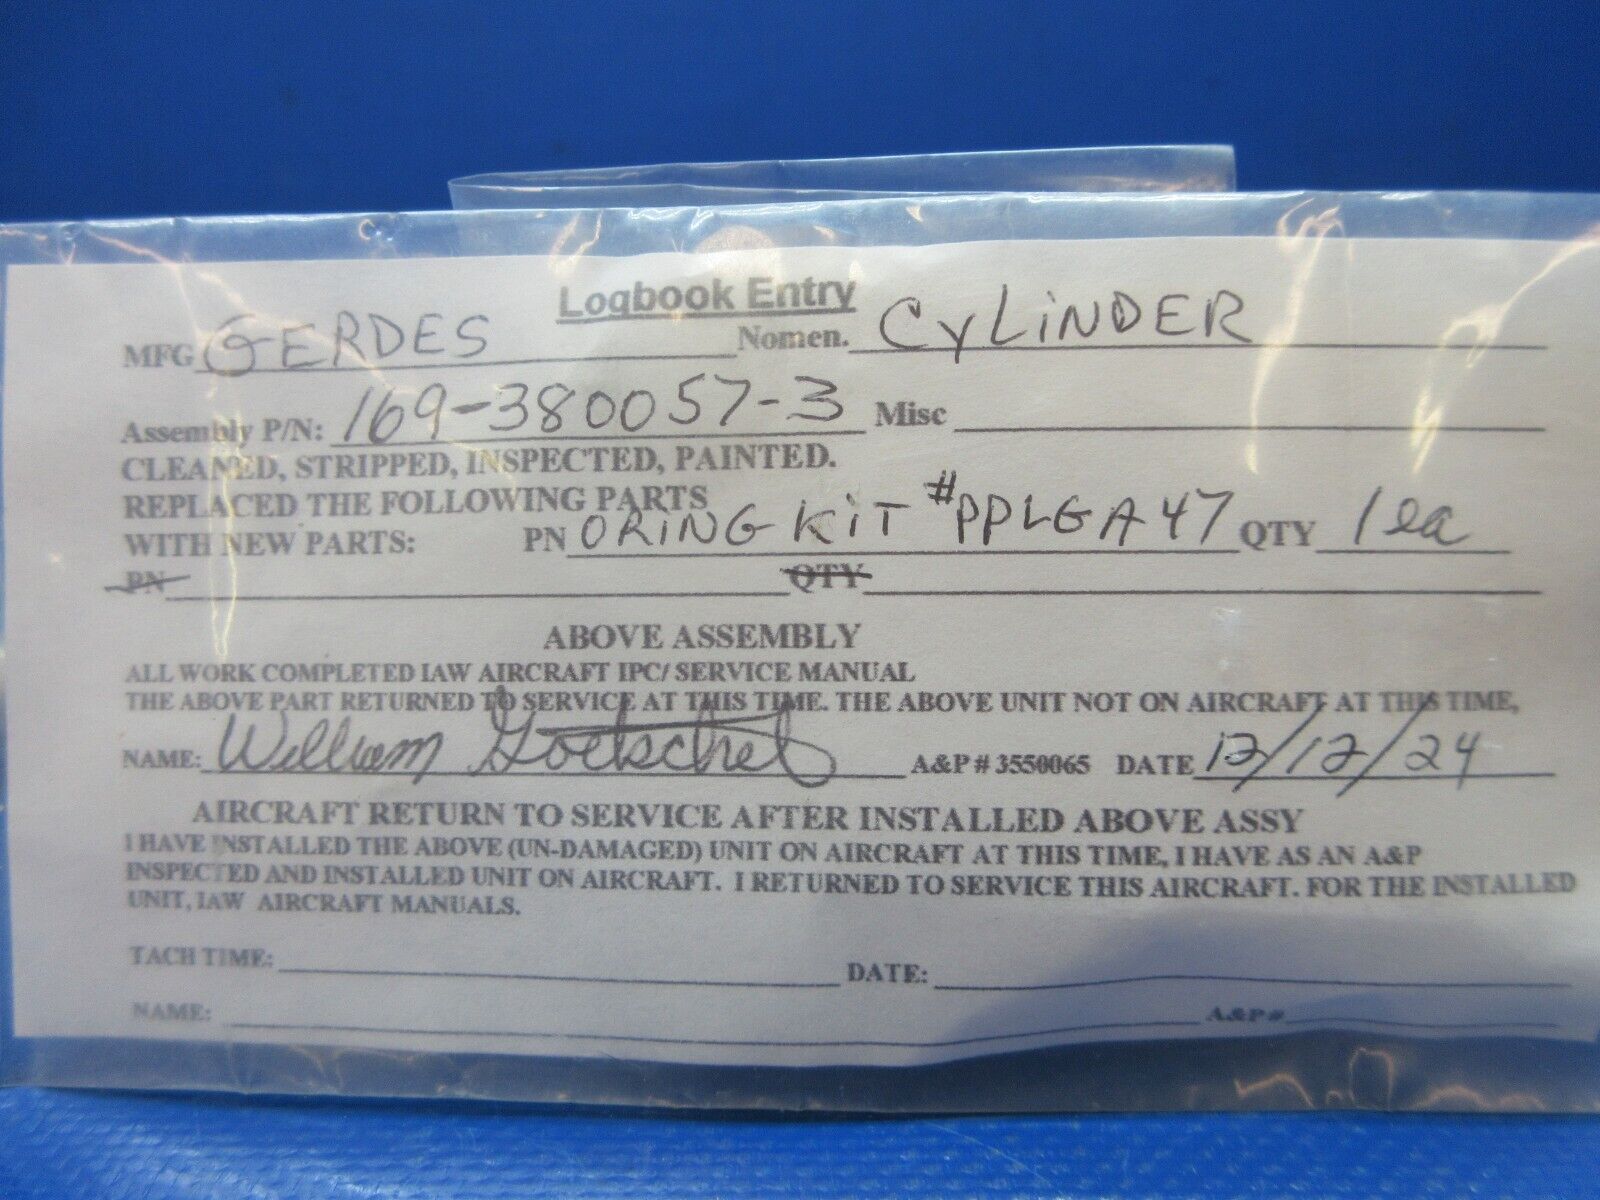 Logbook Entry
MFG GERDES Nomen. CYLiNDER
Assembly P/N: 169-380057-3 Misc
CLEANED, STRIPPED, INSPECTED, PAINTED.
REPLACED THE FOLLOWING PARTS
WITH NEW PARTS: PN ORiNG KiT #PPLGA47 QTY 1 ea
PN QTY
ABOVE ASSEMBLY
ALL WORK COMPLETED IAW AIRCRAFT IPC/ SERVICE MANUAL
THE ABOVE PART RETURNED TO SERVICE AT THIS TIME. THE ABOVE UNIT NOT ON AIRCRAFT AT THIS TIME,
NAME: William Goetschel A&P # 3550065 DATE 12/12/24
AIRCRAFT RETURN TO SERVICE AFTER INSTALLED ABOVE ASSY
I HAVE INSTALLED THE ABOVE (UN-DAMAGED) UNIT ON AIRCRAFT AT THIS TIME, I HAVE AS AN A&P
INSPECTED AND INSTALLED UNIT ON AIRCRAFT. I RETURNED TO SERVICE THIS AIRCRAFT. FOR THE INSTALLED
UNIT, IAW AIRCRAFT MANUALS.
TACH TIME: DATE:
NAME: A&P #